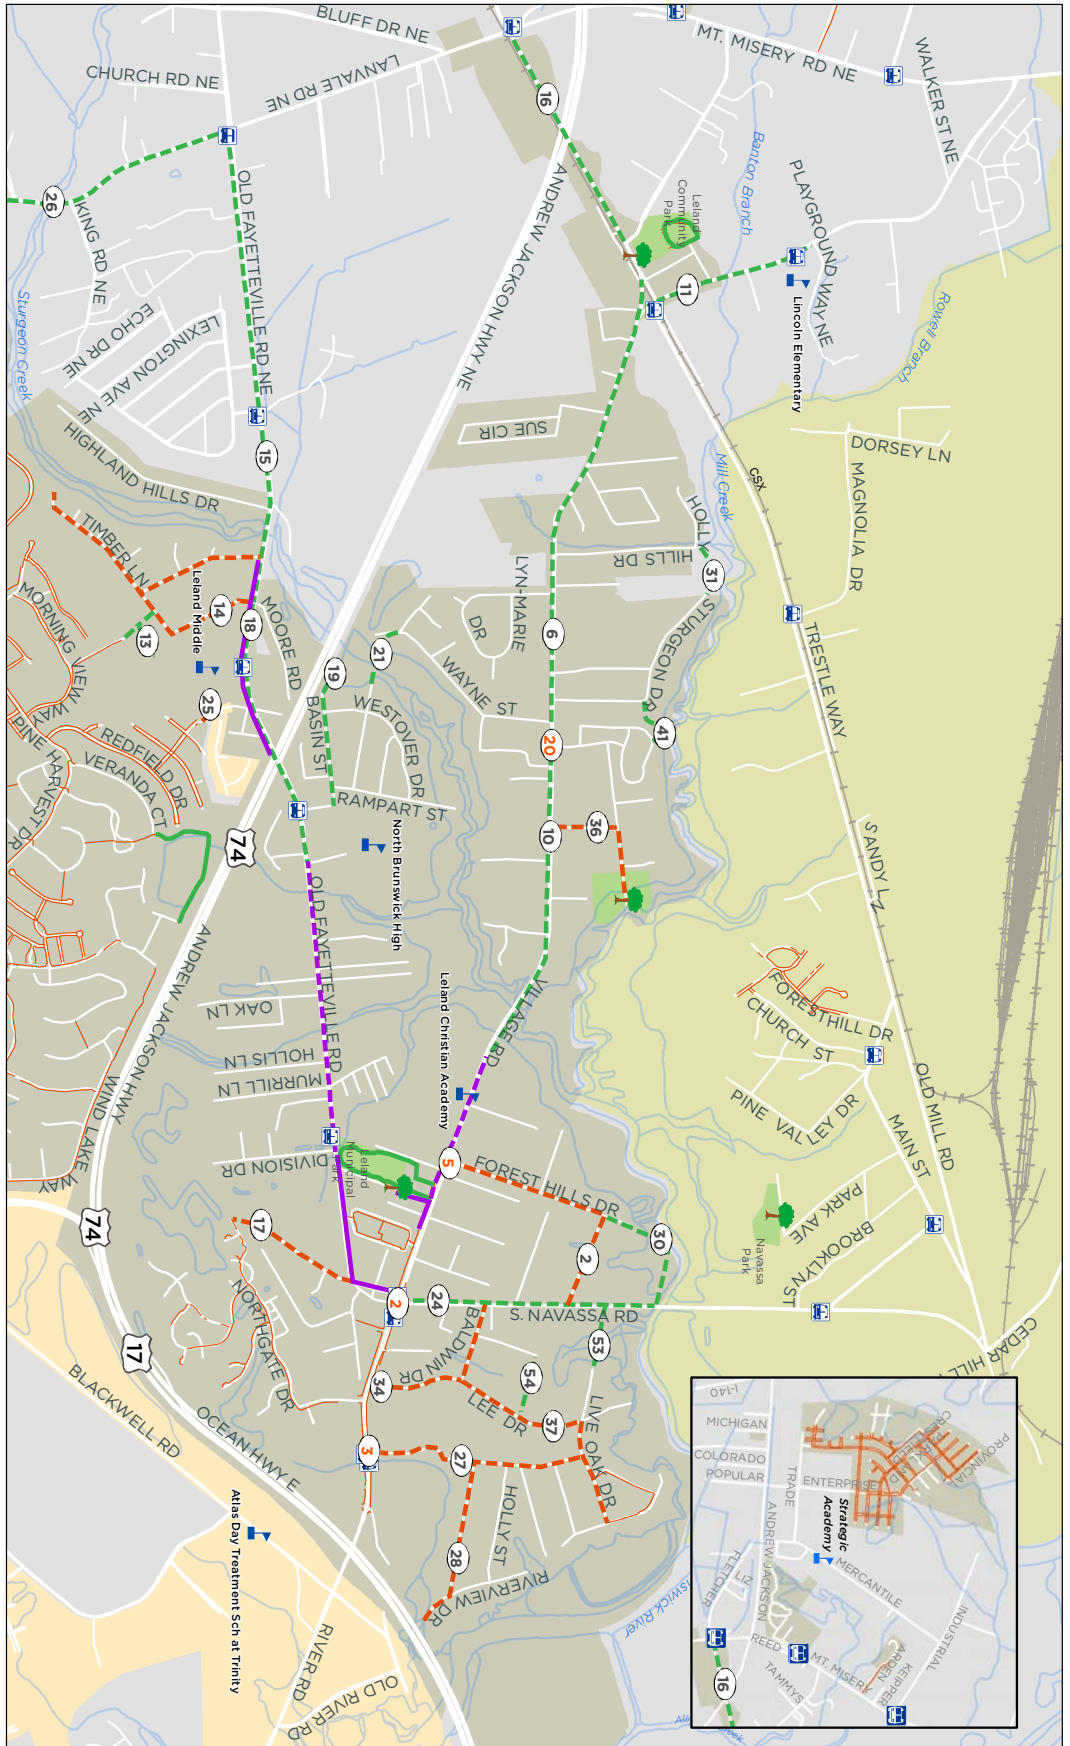 BLUFF DR NE
MT. MISERY RD NE
LANVALE RD NE
CHURCH RD NE
WALKER ST NE
16
Banton Branch
PLAYGROUND WAY NE
26
KING RD NE
OLD FAYETTEVILLE RD NE
ANDREW JACKSON HWY NE
Leland
Community
Park
11
Lincoln Elementary
Rowell Branch
Sturgeon Creek
ECHO DR NE
LEXINGTON AVE NE
HIGHLAND HILLS DR
15
SUE CIR
Mill Creek
CSX
DORSEY LN
MAGNOLIA DR
HOLLY
HILLS DR
31
TIMBER LN
LYN-MARIE
DR
6
STURGEON DR
TRESTLE WAY
MORNING VIEW WAY
13
14
18
Leland Middle
MOORE RD
19
21
WAYNE ST
41
25
BASIN ST
WESTOVER DR
20
PINE HARVEST DR
REDFIELD DR
VERANDA CT
RAMPART ST
74
North Brunswick High
10
36
SANDY LN
ANDREW JACKSON HWY
OLD FAYETTEVILLE RD
OAK LN
HOLLIS LN
MURRILL LN
Leland Christian Academy
VILLAGE RD
FORESTHILL DR
CHURCH ST
PINE VALLEY DR
OLD MILL RD
MAIN ST
WIND LAKE WAY
DIVISION DR
Leland
Municipal
Park
5
FOREST HILLS DR
PARK AVE
BROOKLYN ST
Navassa
Park
74
17
2
30
NORTHGATE DR
2
24
S. NAVASSA RD
17
BALDWIN DR
53
CEDAR HILL
34
LEE DR
54
37
LIVE OAK DR
BLACKWELL RD
OCEAN HWY E
3
27
HOLLY ST
28
RIVERVIEW DR
Atlas Day Treatment Sch at Trinity
RIVER RD
OLD RIVER RD
I-140
MICHIGAN
COLORADO
POPULAR
TRADE
ENTERPRISE
PARKLAND
PROVINCIAL
Strategic
Academy
ANDREW JACKSON
MERCANTILE
FLETCHER
LIZ
INDUSTRIAL
REED
MT. MISERY
ARDEN
KEIPPER
TAMMYS
16